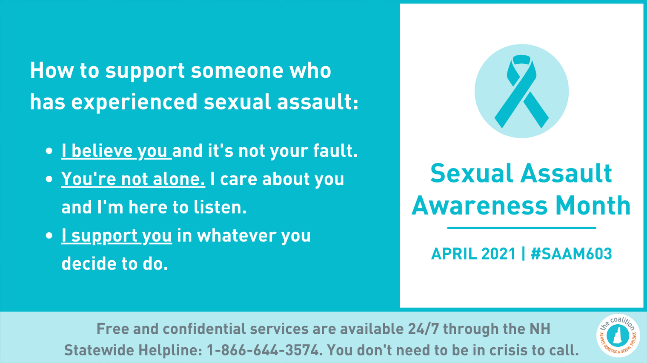 How to support someone who
has experienced sexual assault:
• I believe you and it's not your fault.
• You're not alone. I care about you
and I'm here to listen.
• I support you in whatever you
decide to do.
Sexual Assault
Awareness Month
APRIL 2021 | #SAAM603
Free and confidential services are available 24/7 through the NH
Statewide Helpline: 1-866-644-3574. You don't need to be in crisis to call.
the coalition